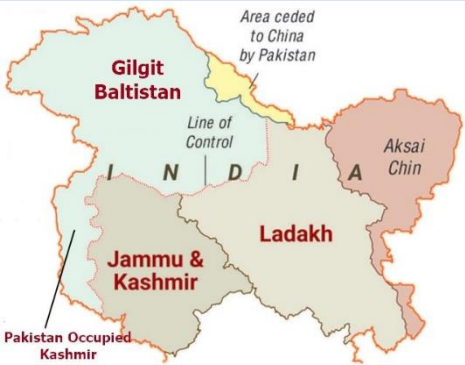 Area ceded
to China
by Pakistan
Gilgit
Baltistan
Line of
Control
Aksai
Chin
I N D I A
Ladakh
Jammu &
Kashmir
Pakistan Occupied
Kashmir